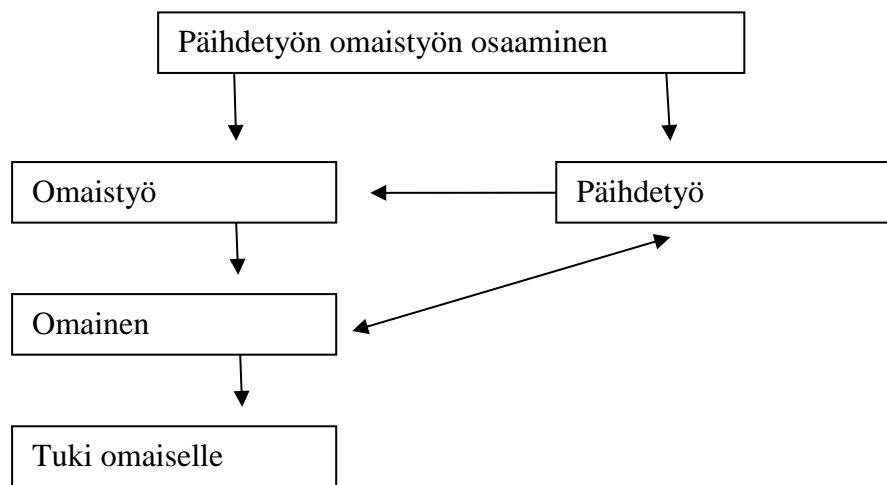 Päihdetyön omaistyön osaaminen
Omaistyö
Päihdetyö
Omainen
Tuki omaiselle